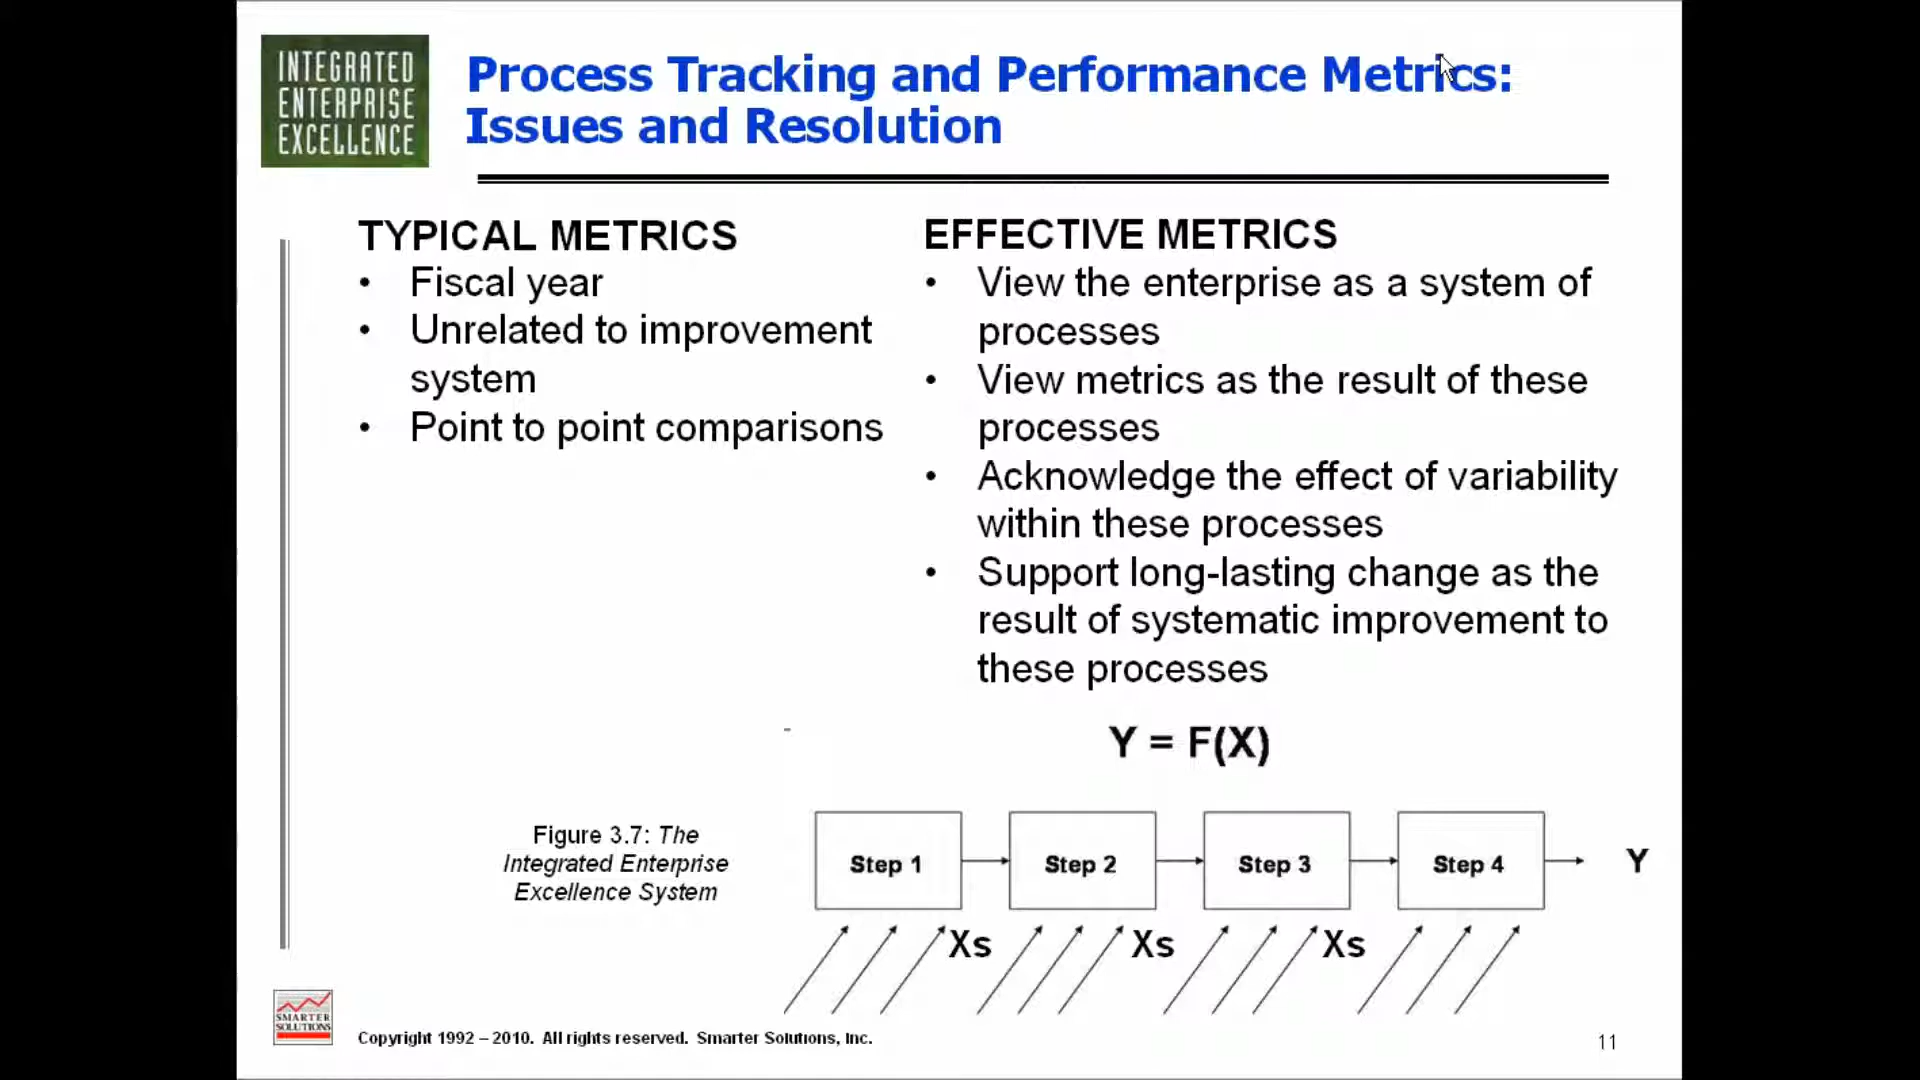 INTEGRATED
ENTERPRISE
EXCELLENCE
Process Tracking and Performance Metrics:
Issues and Resolution
TYPICAL METRICS
• Fiscal year
• Unrelated to improvement
system
• Point to point comparisons
EFFECTIVE METRICS
• View the enterprise as a system of
processes
• View metrics as the result of these
processes
• Acknowledge the effect of variability
within these processes
• Support long-lasting change as the
result of systematic improvement to
these processes
-
Y = F(X)
Figure 3.7: The
Integrated Enterprise
Excellence System
Step 1
Step 2
Step 3
Step 4
Y
Xs
Xs
Xs
SMARTER
SOLUTIONS
Copyright 1992 – 2010. All rights reserved. Smarter Solutions, Inc.
11